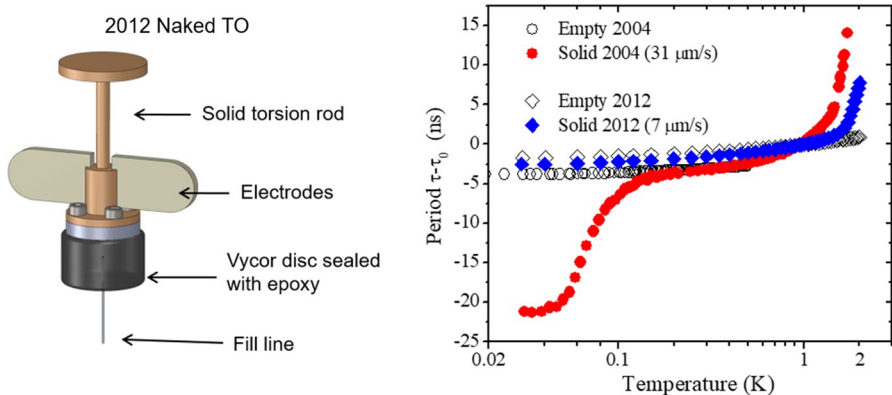 2012 Naked TO
Solid torsion rod
Electrodes
Vycor disc sealed
with epoxy
Fill line
Empty 2004
Solid 2004 (31 μm/s)
Empty 2012
Solid 2012 (7 μm/s)
Period τ-τ₀ (ns)
15
10
5
0
-5
-10
-15
-20
-25
0.02
0.1
1
2
Temperature (K)